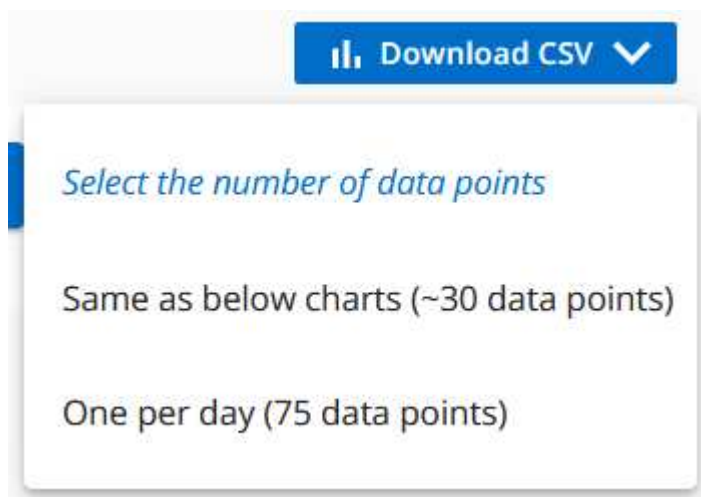 Download CSV
Select the number of data points
Same as below charts (~30 data points)
One per day (75 data points)